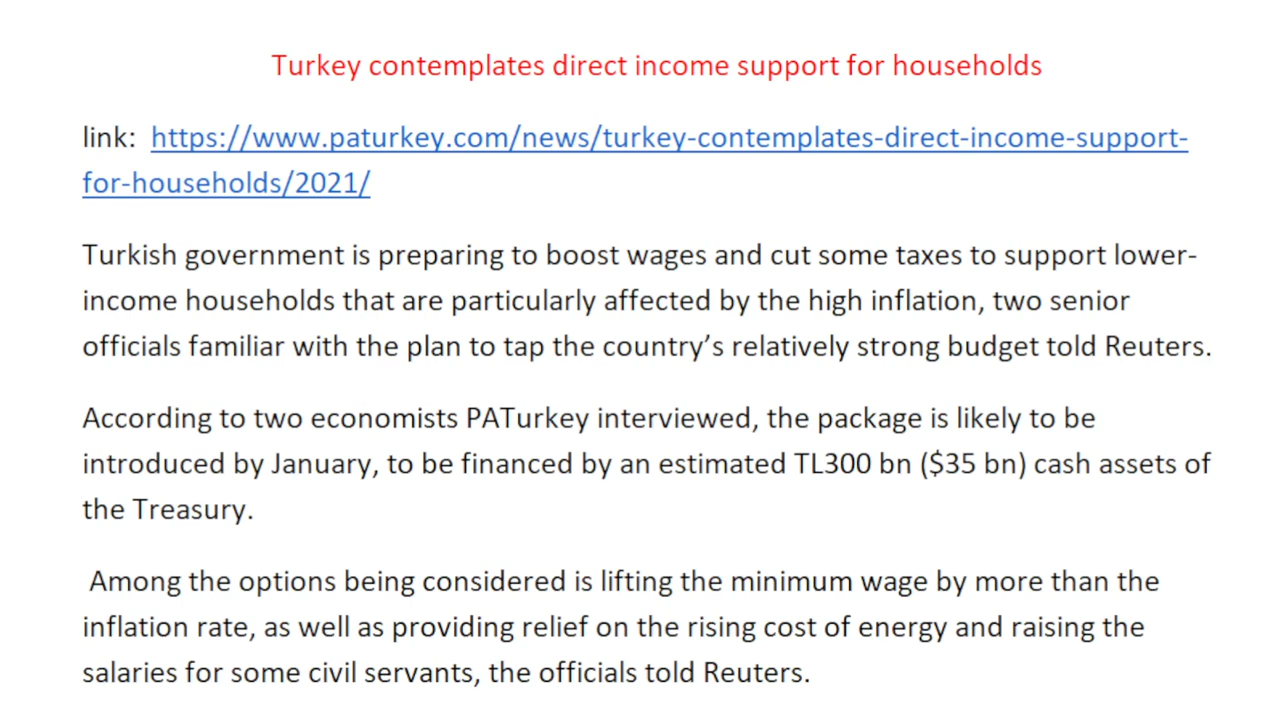 Turkey contemplates direct income support for households
link: https://www.paturkey.com/news/turkey-contemplates-direct-income-support-
for-households/2021/
Turkish government is preparing to boost wages and cut some taxes to support lower-
income households that are particularly affected by the high inflation, two senior
officials familiar with the plan to tap the country’s relatively strong budget told Reuters.
According to two economists PATurkey interviewed, the package is likely to be
introduced by January, to be financed by an estimated TL300 bn ($35 bn) cash assets of
the Treasury.
Among the options being considered is lifting the minimum wage by more than the
inflation rate, as well as providing relief on the rising cost of energy and raising the
salaries for some civil servants, the officials told Reuters.